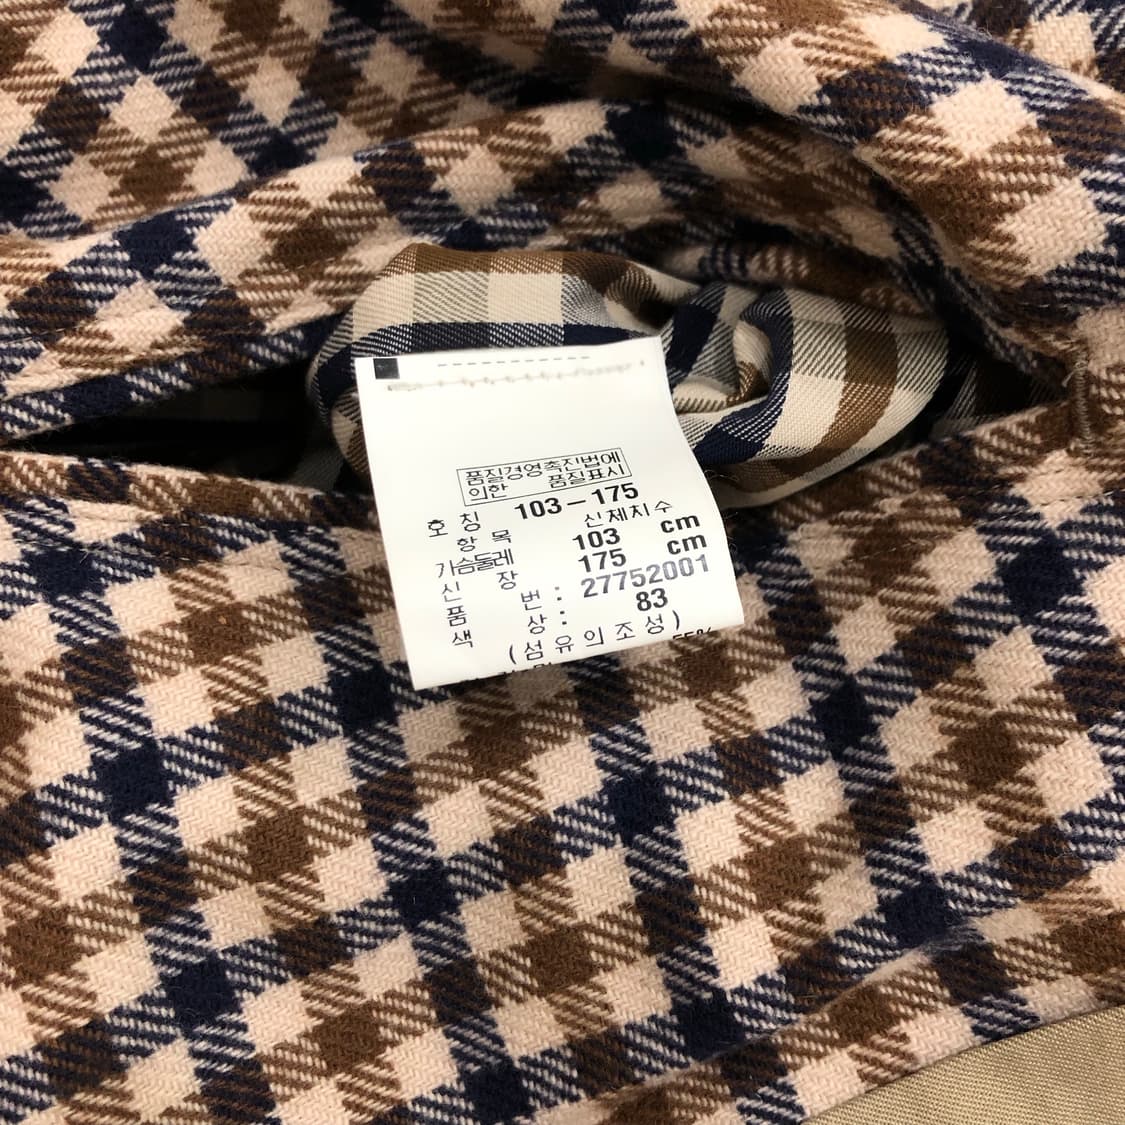 품질경영촉진법에
의한 품질표시
호 칭 103-175
항 목 신체지수
가슴둘레 103 cm
신 장 175 cm
품 번 : 27752001
색 상 : 83
(섬유의조성)
55%